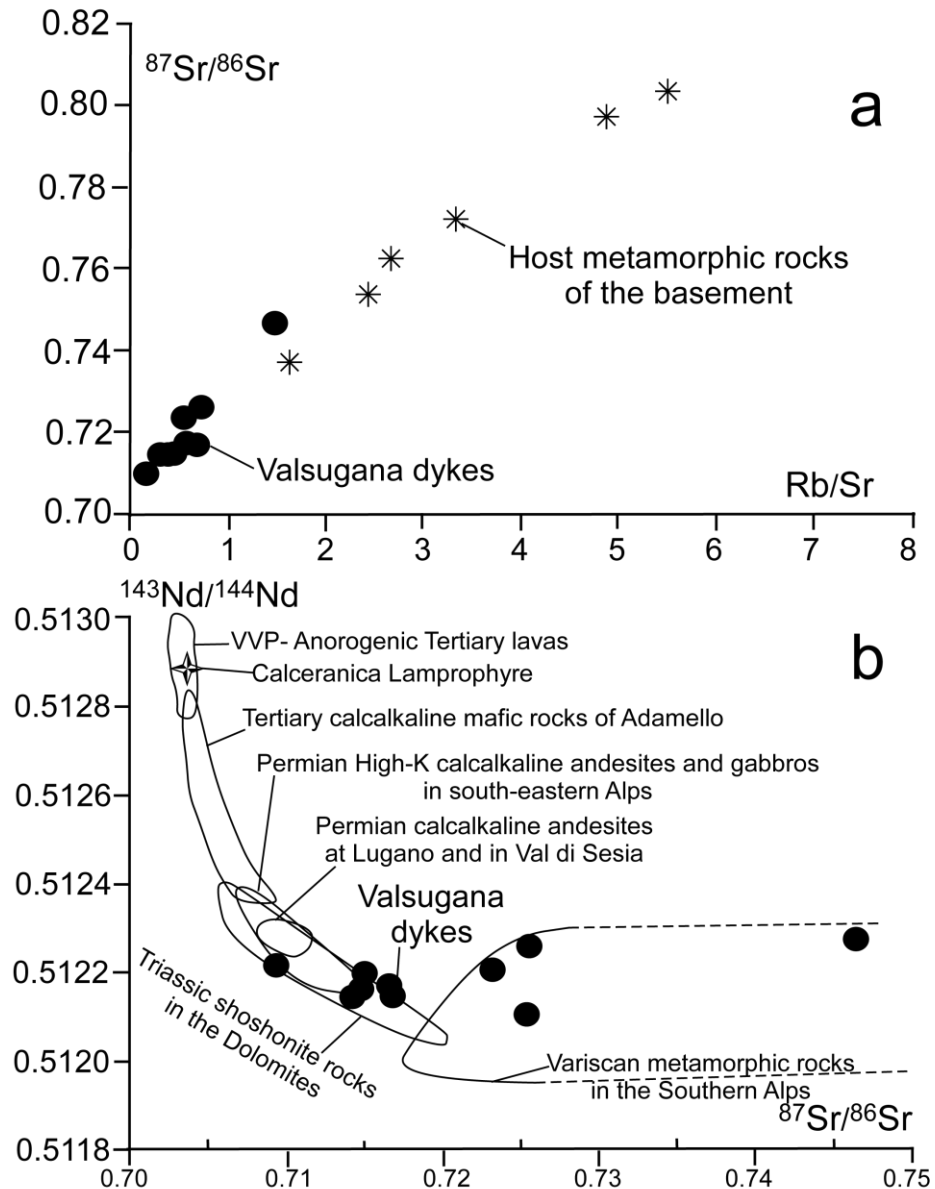 0.82
⁸⁷Sr/⁸⁶Sr
0.80
a
0.78
0.76
Host metamorphic rocks
of the basement
0.74
0.72
Valsugana dykes
Rb/Sr
0.70
0 1 2 3 4 5 6 7 8
¹⁴³Nd/¹⁴⁴Nd
0.5130
VVP- Anorogenic Tertiary lavas
b
Calceranica Lamprophyre
0.5128
Tertiary calcalkaline mafic rocks of Adamello
Permian High-K calcalkaline andesites and gabbros
in south-eastern Alps
0.5126
Permian calcalkaline andesites
at Lugano and in Val di Sesia
0.5124
Valsugana
dykes
0.5122
Triassic shoshonite rocks
in the Dolomites
0.5120
Variscan metamorphic rocks
in the Southern Alps
⁸⁷Sr/⁸⁶Sr
0.5118
0.70 0.71 0.72 0.73 0.74 0.75